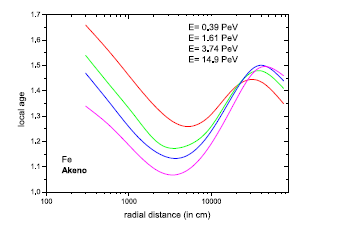 1,7
1,6
1,5
1,4
1,3
1,2
1,1
1,0
local age
E= 0.39 PeV
E= 1.61 PeV
E= 3.74 PeV
E= 14.9 PeV
Fe
Akeno
100 1000 10000
radial distance (in cm)